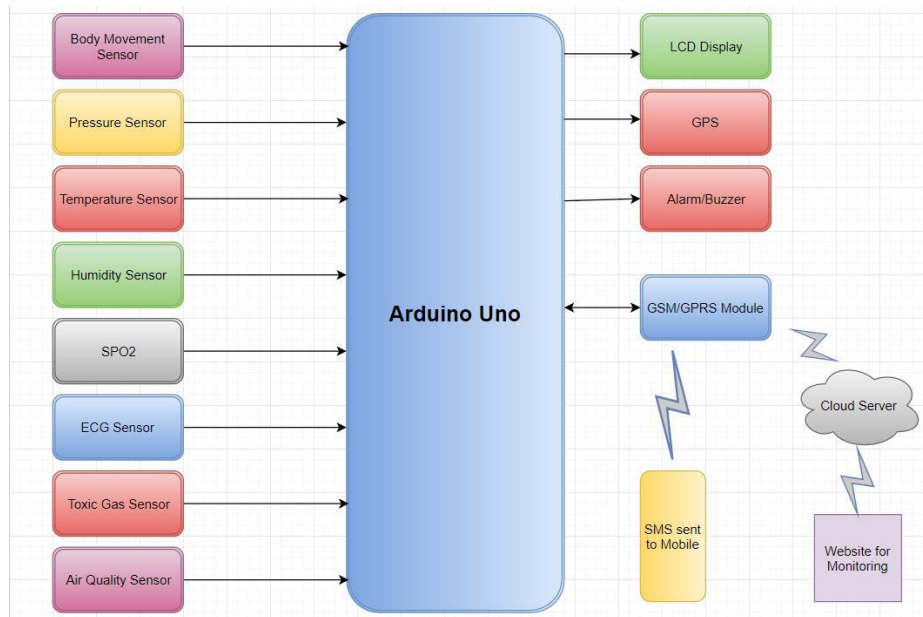 Body Movement
Sensor
Pressure Sensor
Temperature Sensor
Humidity Sensor
SPO2
ECG Sensor
Toxic Gas Sensor
Air Quality Sensor
Arduino Uno
LCD Display
GPS
Alarm/Buzzer
GSM/GPRS Module
Cloud Server
SMS sent
to Mobile
Website for
Monitoring